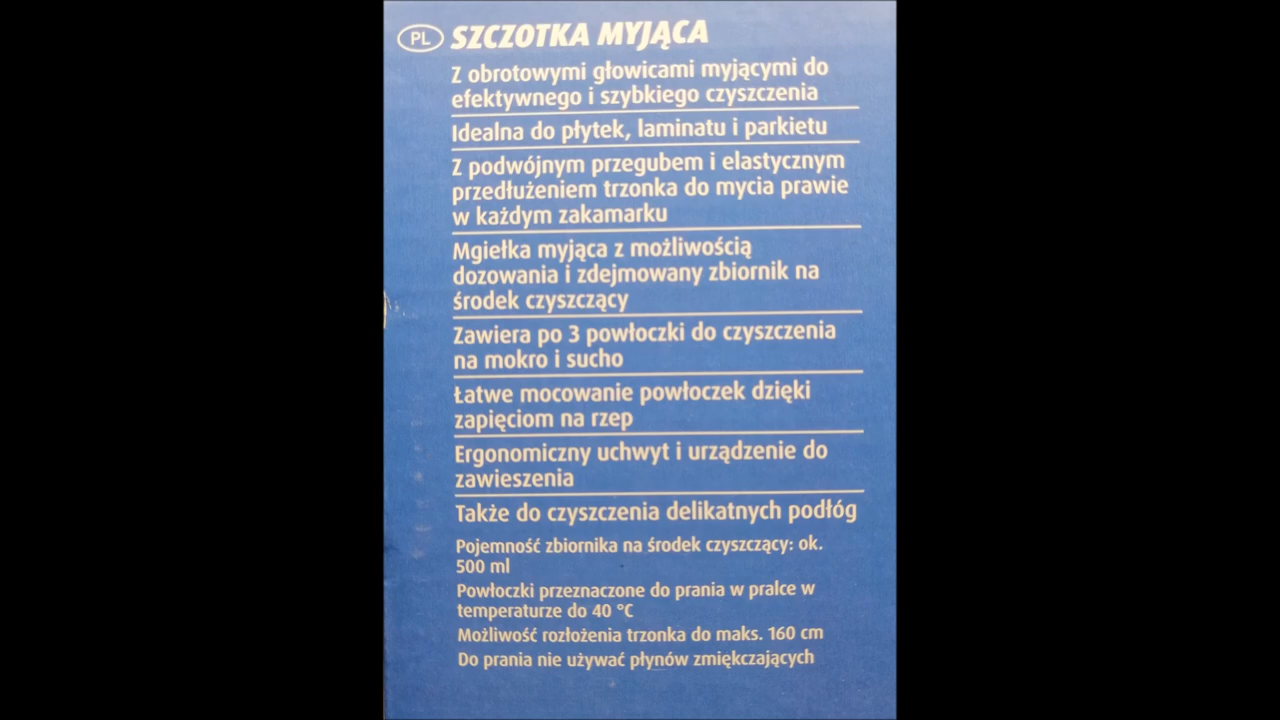 PL SZCZOTKA MYJĄCA
Z obrotowymi głowicami myjącymi do
efektywnego i szybkiego czyszczenia
Idealna do płytek, laminatu i parkietu
Z podwójnym przegubem i elastycznym
przedłużeniem trzonka do mycia prawie
w każdym zakamarku
Mgiełka myjąca z możliwością
dozowania i zdejmowany zbiornik na
środek czyszczący
Zawiera po 3 powłoczki do czyszczenia
na mokro i sucho
Łatwe mocowanie powłoczek dzięki
zapięciom na rzep
Ergonomiczny uchwyt i urządzenie do
zawieszenia
Także do czyszczenia delikatnych podłóg
Pojemność zbiornika na środek czyszczący: ok.
500 ml
Powłoczki przeznaczone do prania w pralce w
temperaturze do 40 °C
Możliwość rozłożenia trzonka do maks. 160 cm
Do prania nie używać płynów zmiękczających